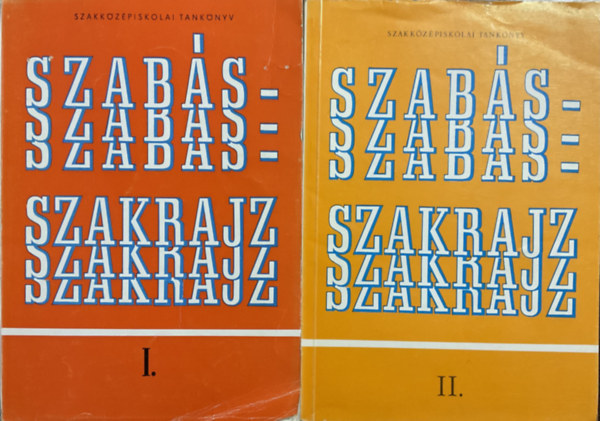 SZAKKÖZÉPISKOLAI TANKÖNYV
SZABÁS-
SZABÁS-
SZABÁS-
SZAKRAJZ
SZAKRAJZ
SZAKRAJZ
I.
SZAKKÖZÉPISKOLAI TANKÖNYV
SZABÁS-
SZABÁS-
SZABÁS-
SZAKRAJZ
SZAKRAJZ
SZAKRAJZ
II.